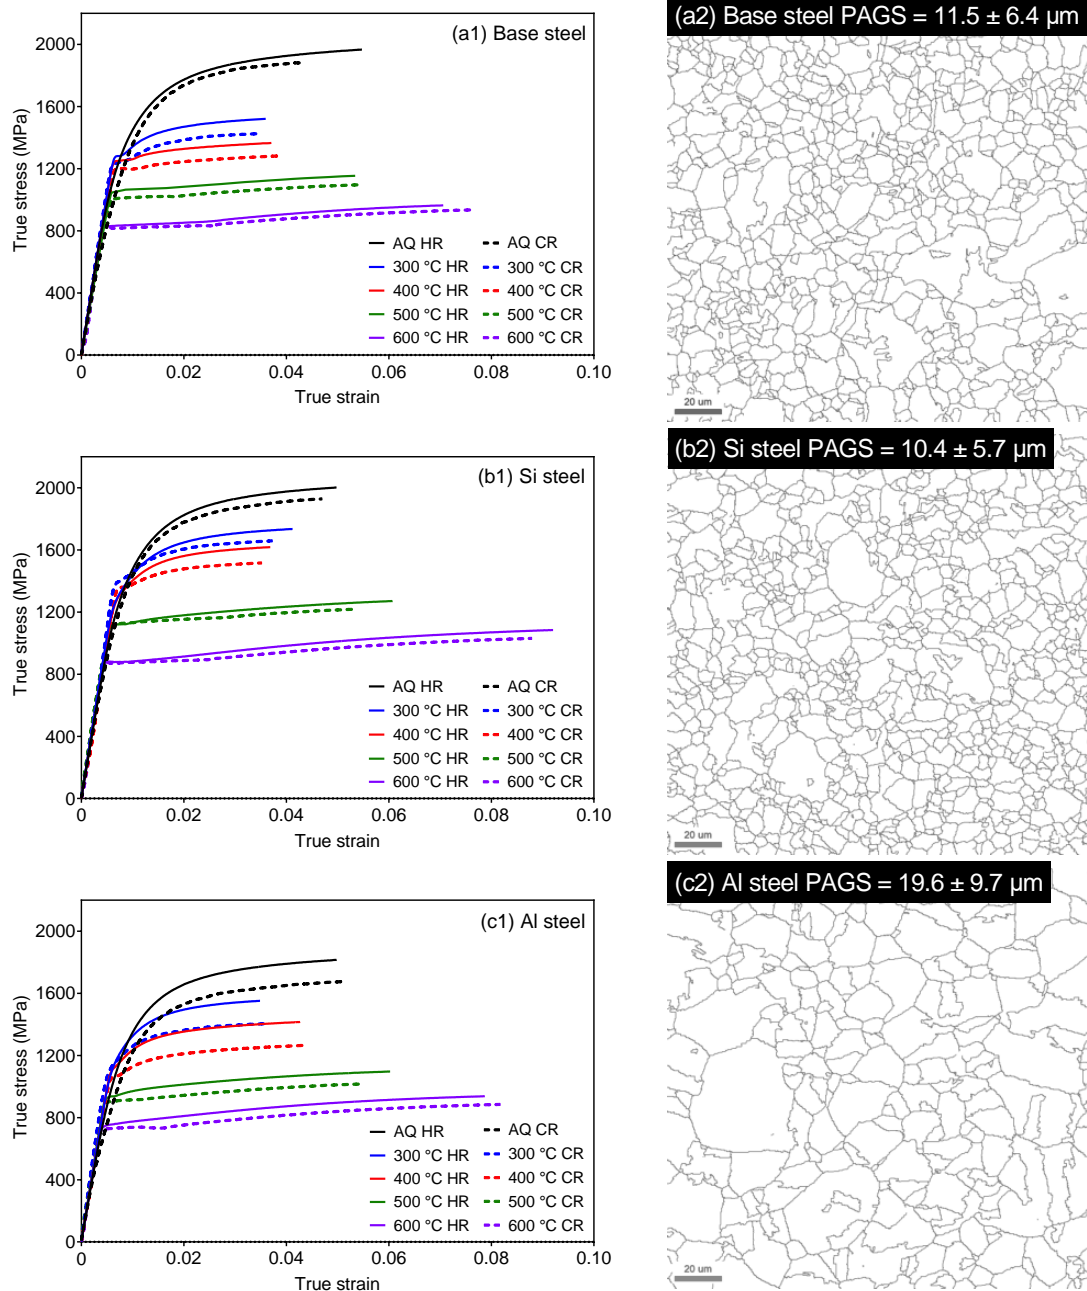 (a1) Base steel
2000
1600
1200
800
400
0
True stress (MPa)
AQ HR AQ CR
300 °C HR 300 °C CR
400 °C HR 400 °C CR
500 °C HR 500 °C CR
600 °C HR 600 °C CR
0 0.02 0.04 0.06 0.08 0.10
True strain
(a2) Base steel PAGS = 11.5 ± 6.4 µm
20 um
(b1) Si steel
2000
1600
1200
800
400
0
True stress (MPa)
AQ HR AQ CR
300 °C HR 300 °C CR
400 °C HR 400 °C CR
500 °C HR 500 °C CR
600 °C HR 600 °C CR
0 0.02 0.04 0.06 0.08 0.10
True strain
(b2) Si steel PAGS = 10.4 ± 5.7 µm
20 um
(c1) Al steel
2000
1600
1200
800
400
0
True stress (MPa)
AQ HR AQ CR
300 °C HR 300 °C CR
400 °C HR 400 °C CR
500 °C HR 500 °C CR
600 °C HR 600 °C CR
0 0.02 0.04 0.06 0.08 0.10
True strain
(c2) Al steel PAGS = 19.6 ± 9.7 µm
20 um